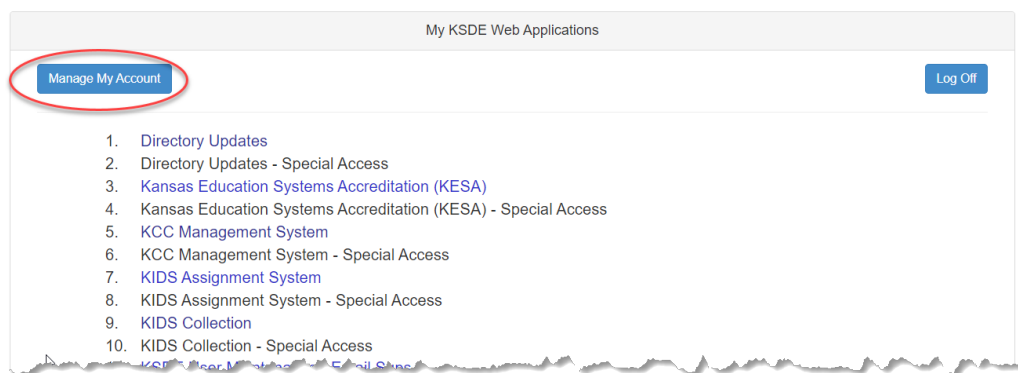 My KSDE Web Applications
Manage My Account
Log Off
1. Directory Updates
2. Directory Updates - Special Access
3. Kansas Education Systems Accreditation (KESA)
4. Kansas Education Systems Accreditation (KESA) - Special Access
5. KCC Management System
6. KCC Management System - Special Access
7. KIDS Assignment System
8. KIDS Assignment System - Special Access
9. KIDS Collection
10. KIDS Collection - Special Access